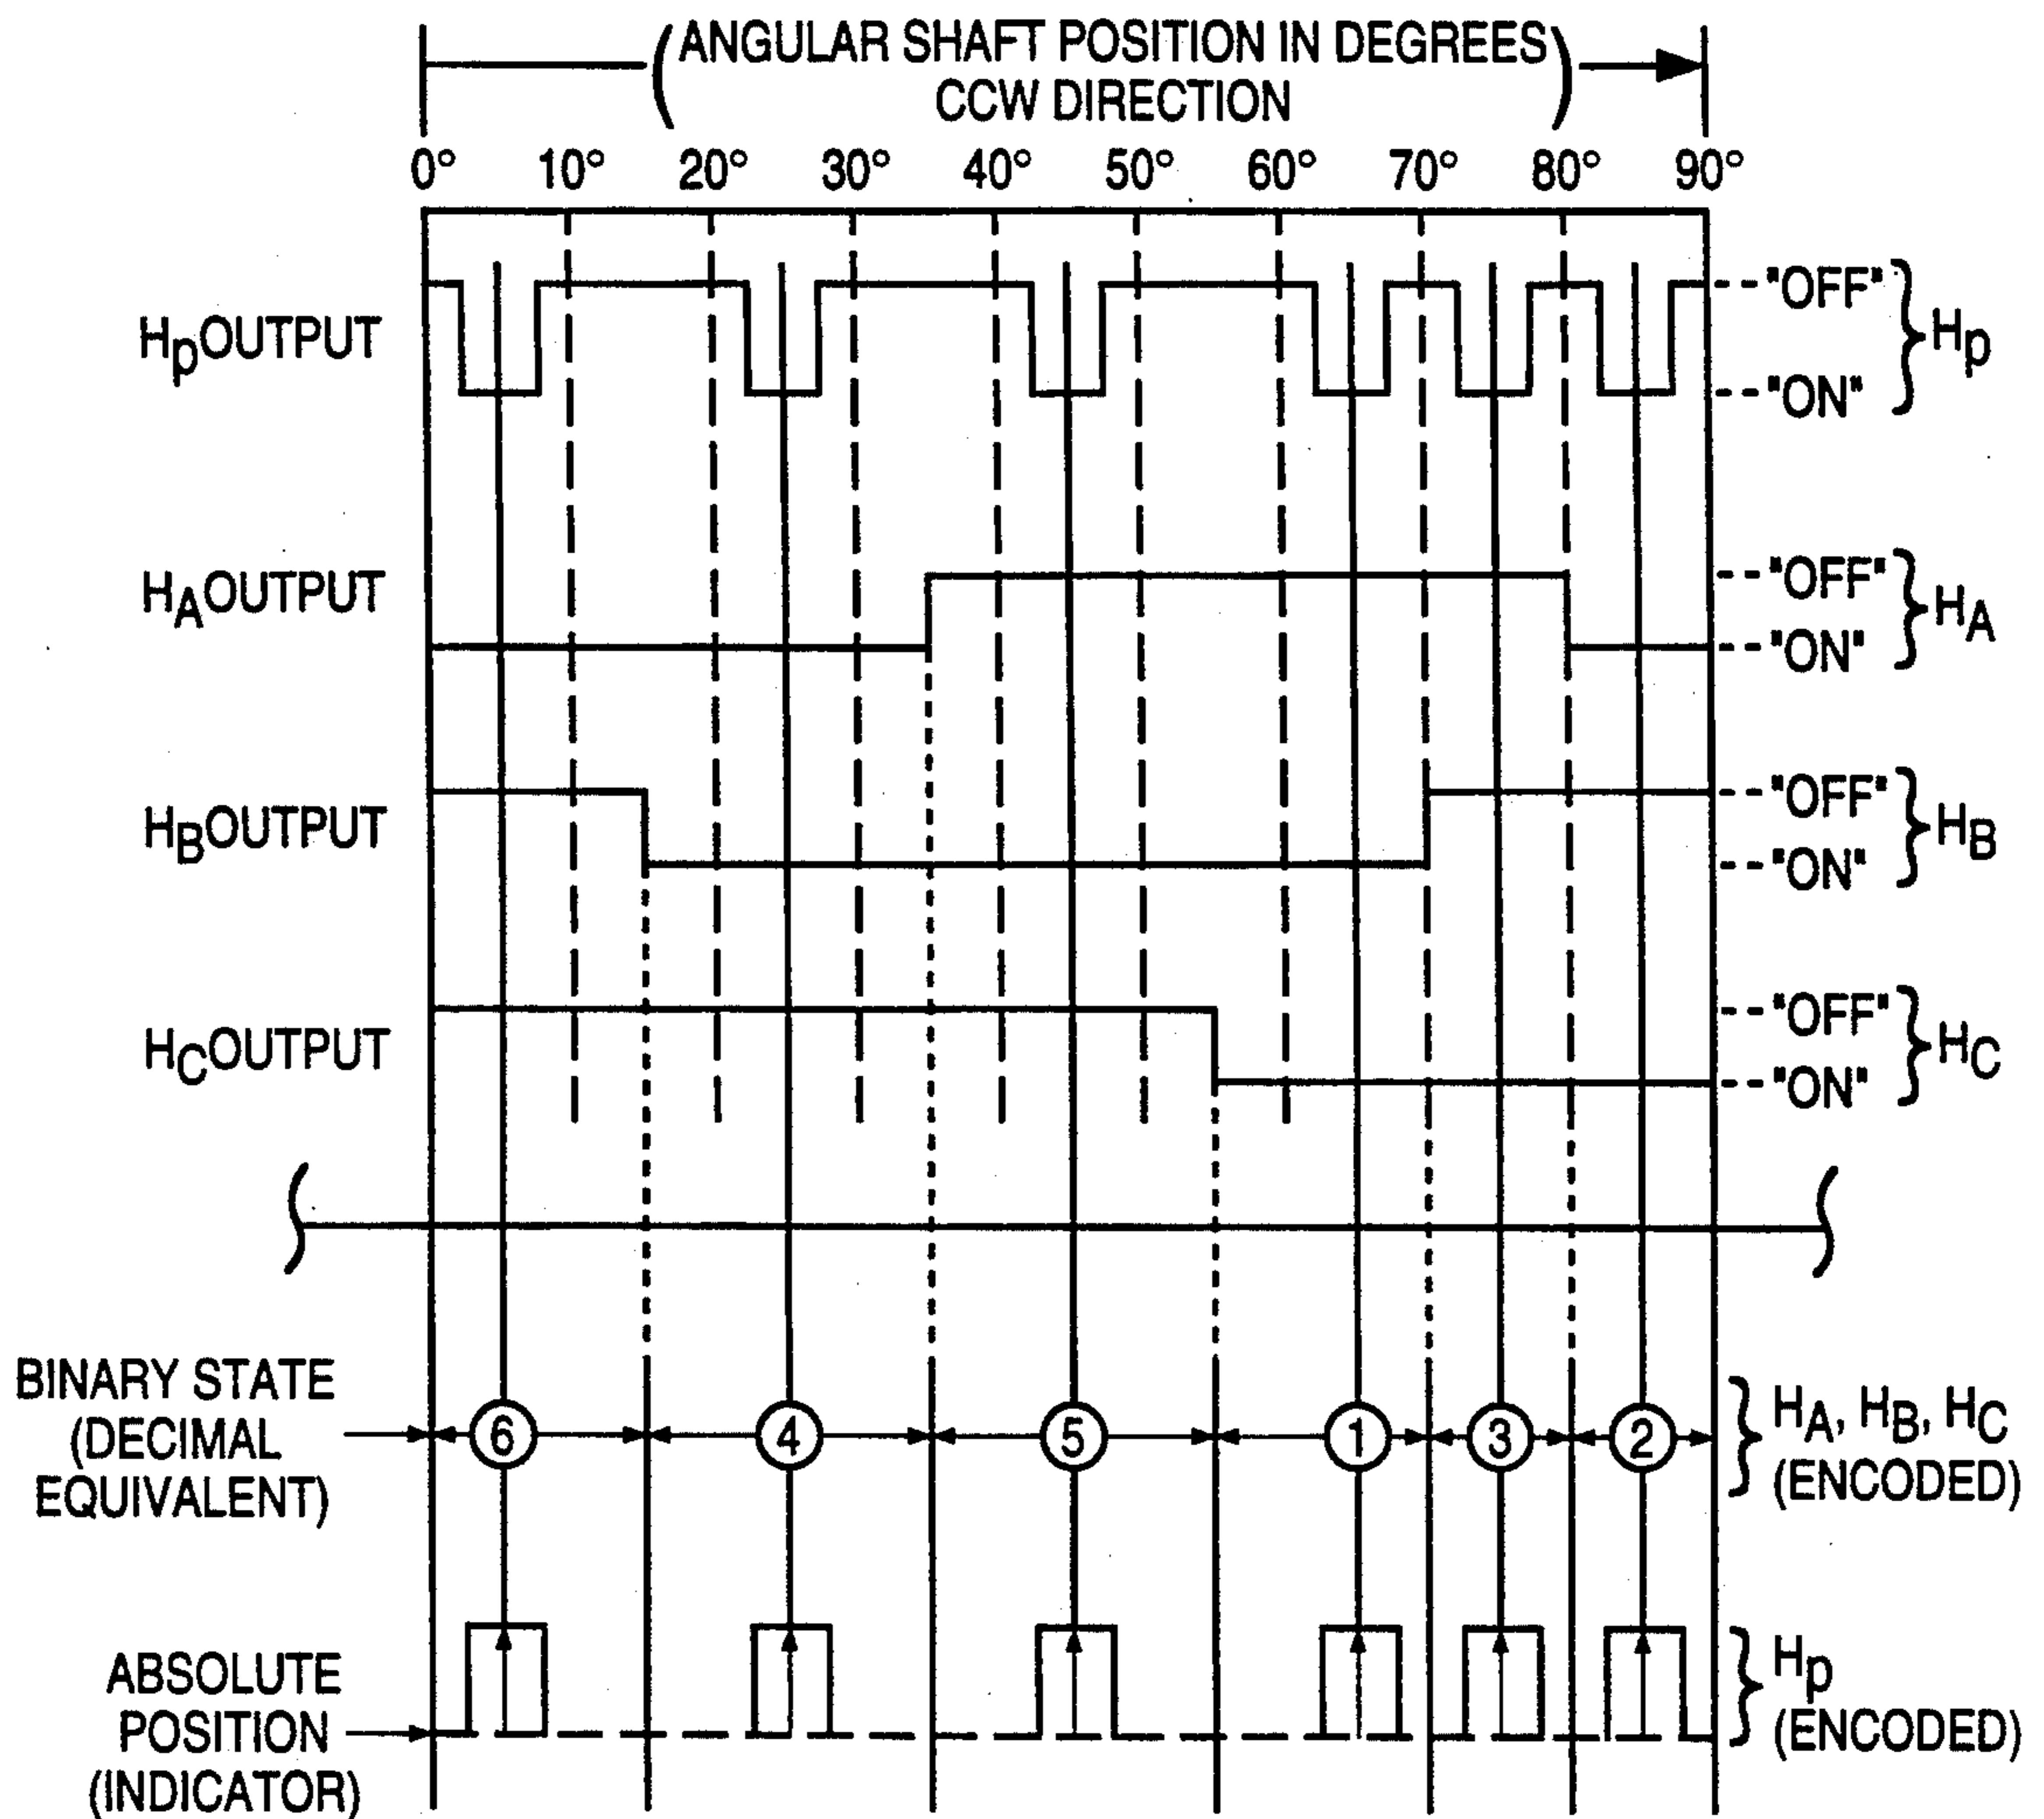 (ANGULAR SHAFT POSITION IN DEGREES)
CCW DIRECTION
0° 10° 20° 30° 40° 50° 60° 70° 80° 90°
HpOUTPUT
"OFF"
"ON"
Hp
HAOUTPUT
"OFF"
"ON"
HA
HBOUTPUT
"OFF"
"ON"
HB
HCOUTPUT
"OFF"
"ON"
HC
BINARY STATE
(DECIMAL
EQUIVALENT)
6 4 5 1 3 2
HA, HB, HC
(ENCODED)
ABSOLUTE
POSITION
(INDICATOR)
Hp
(ENCODED)